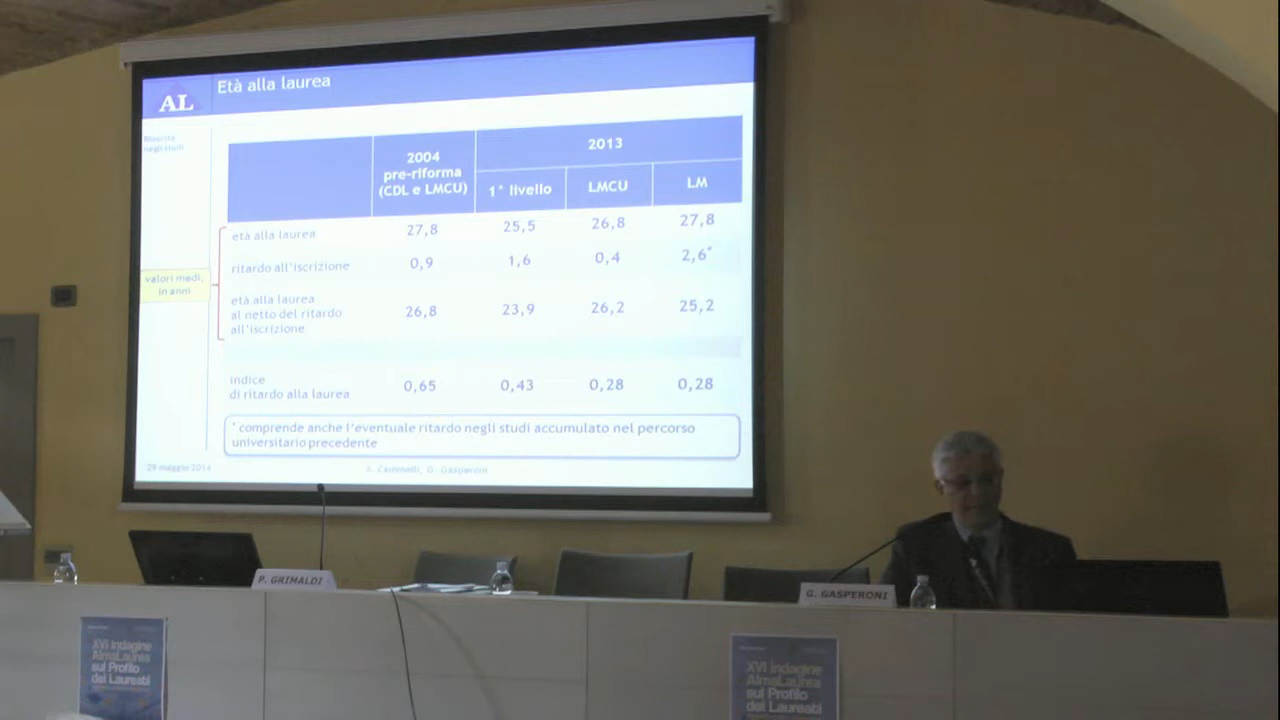 Età alla laurea
AL
Riuscita
negli studi
2004
pre-riforma
(CDL e LMCU)
2013
1° livello
LMCU
LM
età alla laurea 27,8 25,5 26,8 27,8
ritardo all'iscrizione 0,9 1,6 0,4 2,6*
valori medi,
in anni
età alla laurea
al netto del ritardo
all'iscrizione
26,8 23,9 26,2 25,2
indice
di ritardo alla laurea
0,65 0,43 0,28 0,28
* comprende anche l'eventuale ritardo negli studi accumulato nel percorso
universitario precedente
29 maggio 2014
A. Cammelli, G. Gasperoni
P. GRIMALDI
G. GASPERONI
XVI Indagine
AlmaLaurea
sul Profilo
dei Laureati
XVI Indagine
AlmaLaurea
sul Profilo
dei Laureati